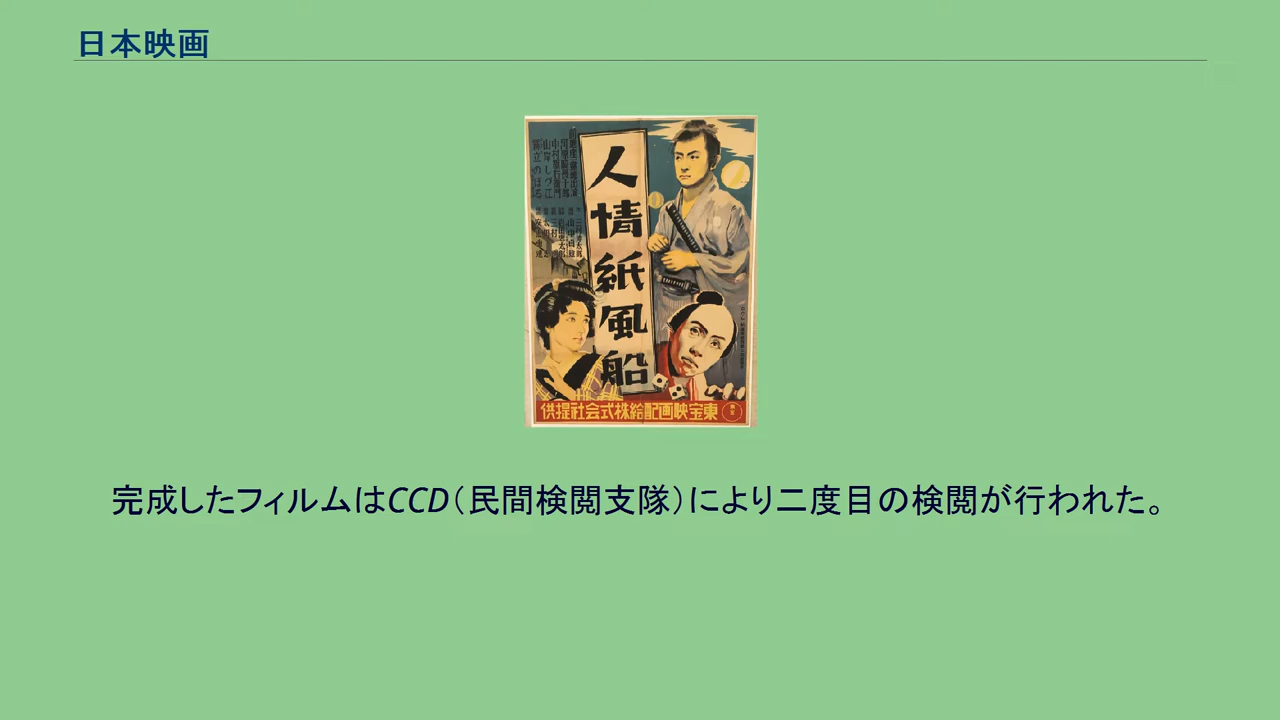 日本映画
人情紙風船
供提社会式株給配画映宝東
完成したフィルムはCCD(民間検閲支隊)により二度目の検閲が行われた。